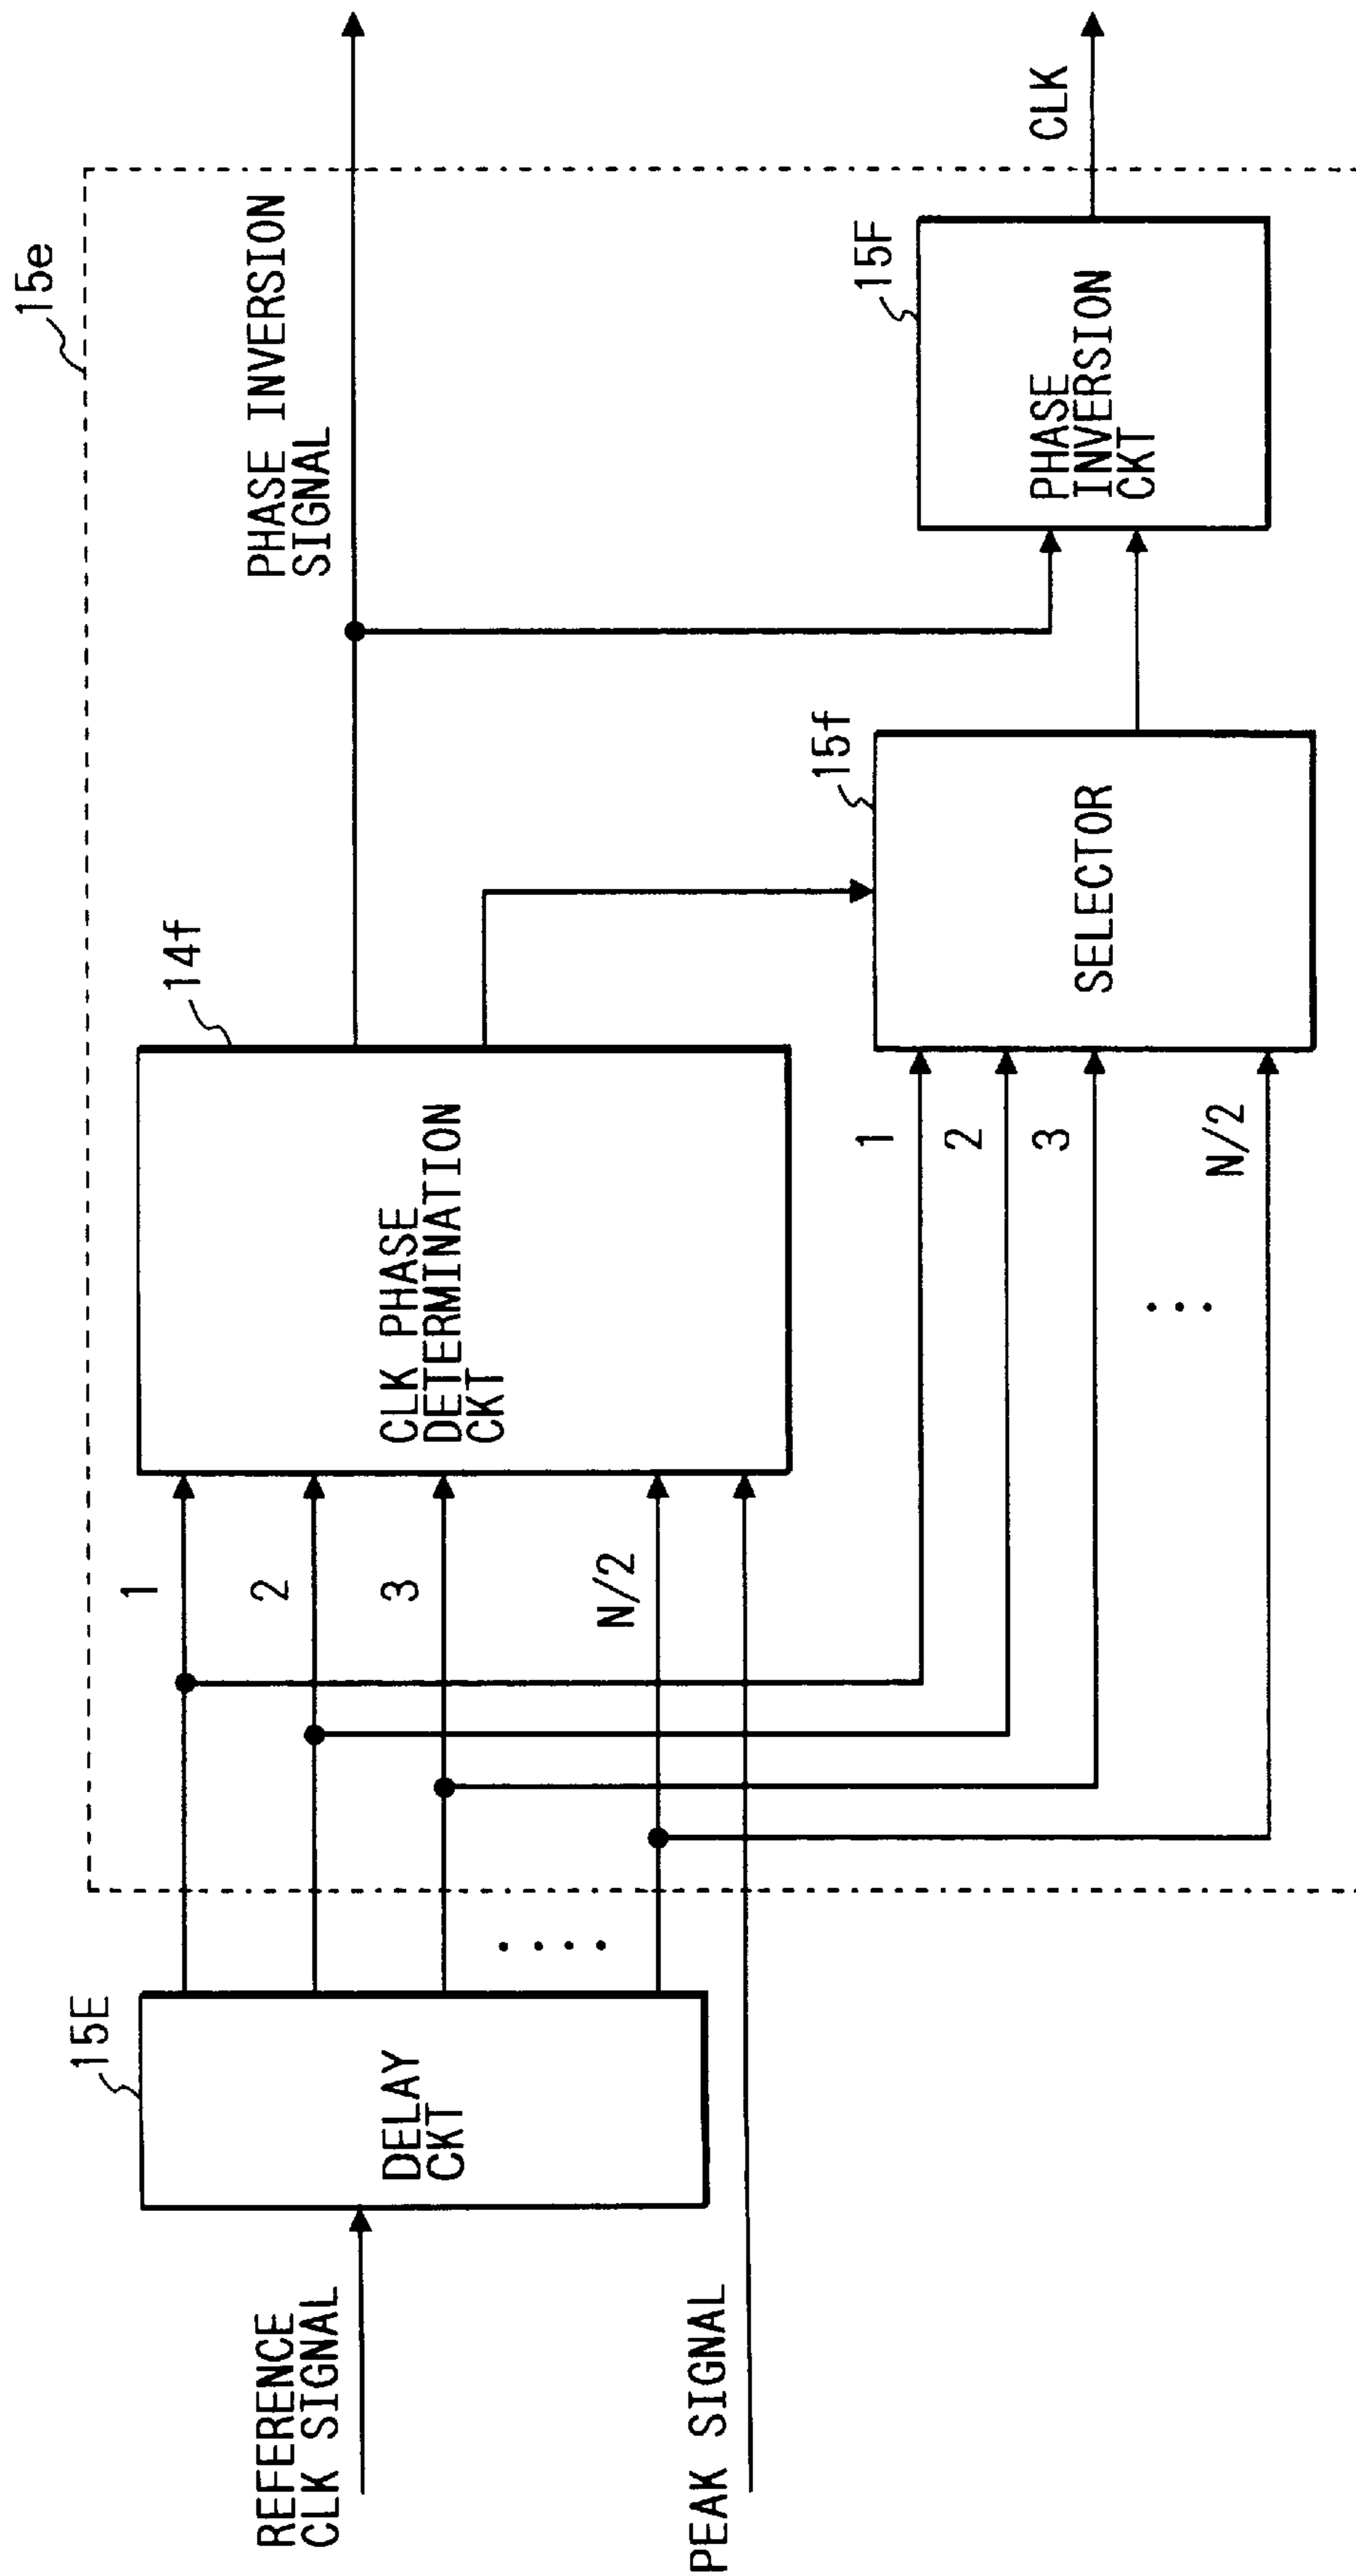 15e
PHASE INVERSION
SIGNAL
CLK
15F
PHASE
INVERSION
CKT
15f
SELECTOR
14f
CLK PHASE
DETERMINATION
CKT
1
2
3
N/2
1
2
3
N/2
15E
DELAY
CKT
REFERENCE
CLK SIGNAL
PEAK SIGNAL